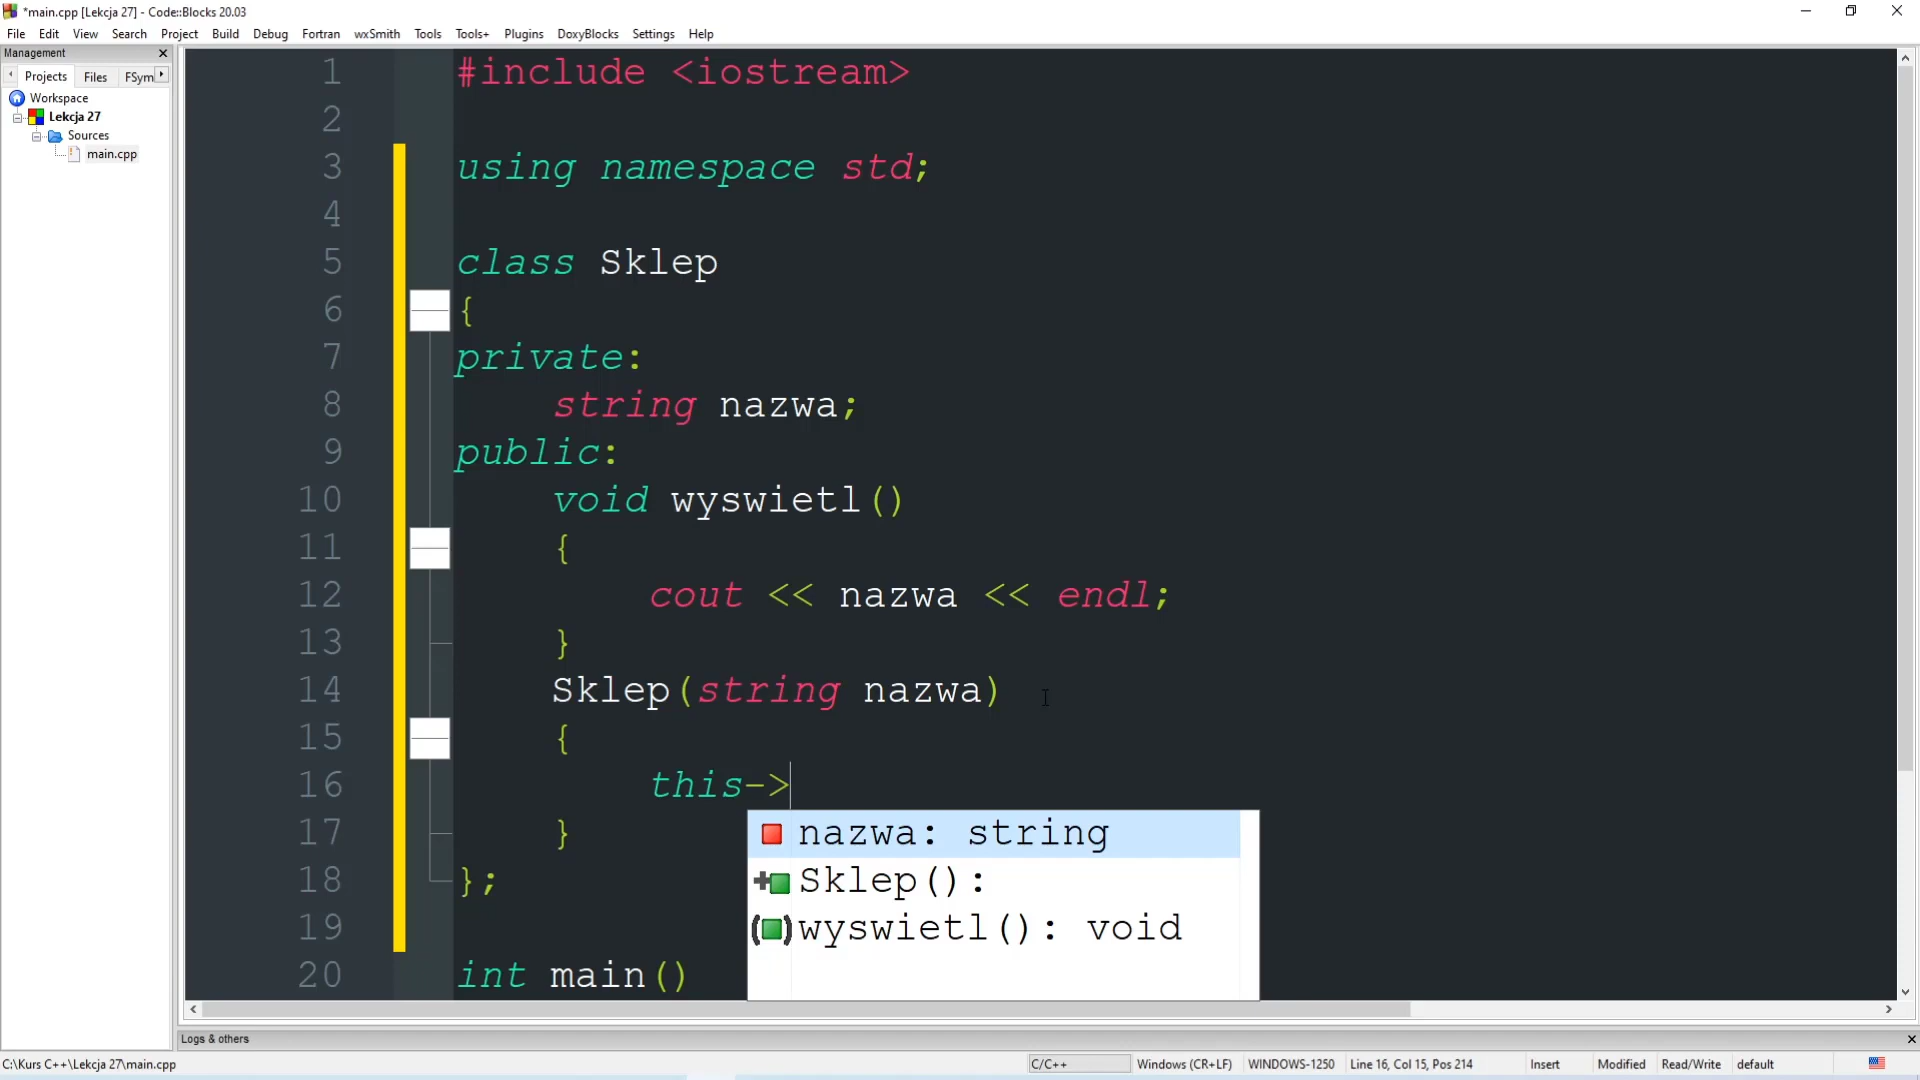 *main.cpp [Lekcja 27] - Code::Blocks 20.03
File Edit View Search Project Build Debug Fortran wxSmith Tools Tools+ Plugins DoxyBlocks Settings Help
Management
Projects Files FSym
Workspace
Lekcja 27
Sources
main.cpp
1 #include <iostream>
2
3 using namespace std;
4
5 class Sklep
6 {
7 private:
8 string nazwa;
9 public:
10 void wyswietl()
11 {
12 cout << nazwa << endl;
13 }
14 Sklep(string nazwa)
15 {
16 this->
17 }
18 };
19
20 int main()
nazwa: string
Sklep():
wyswietl(): void
Logs & others
C:\Kurs C++\Lekcja 27\main.cpp C/C++ Windows (CR+LF) WINDOWS-1250 Line 16, Col 15, Pos 214 Insert Modified Read/Write default